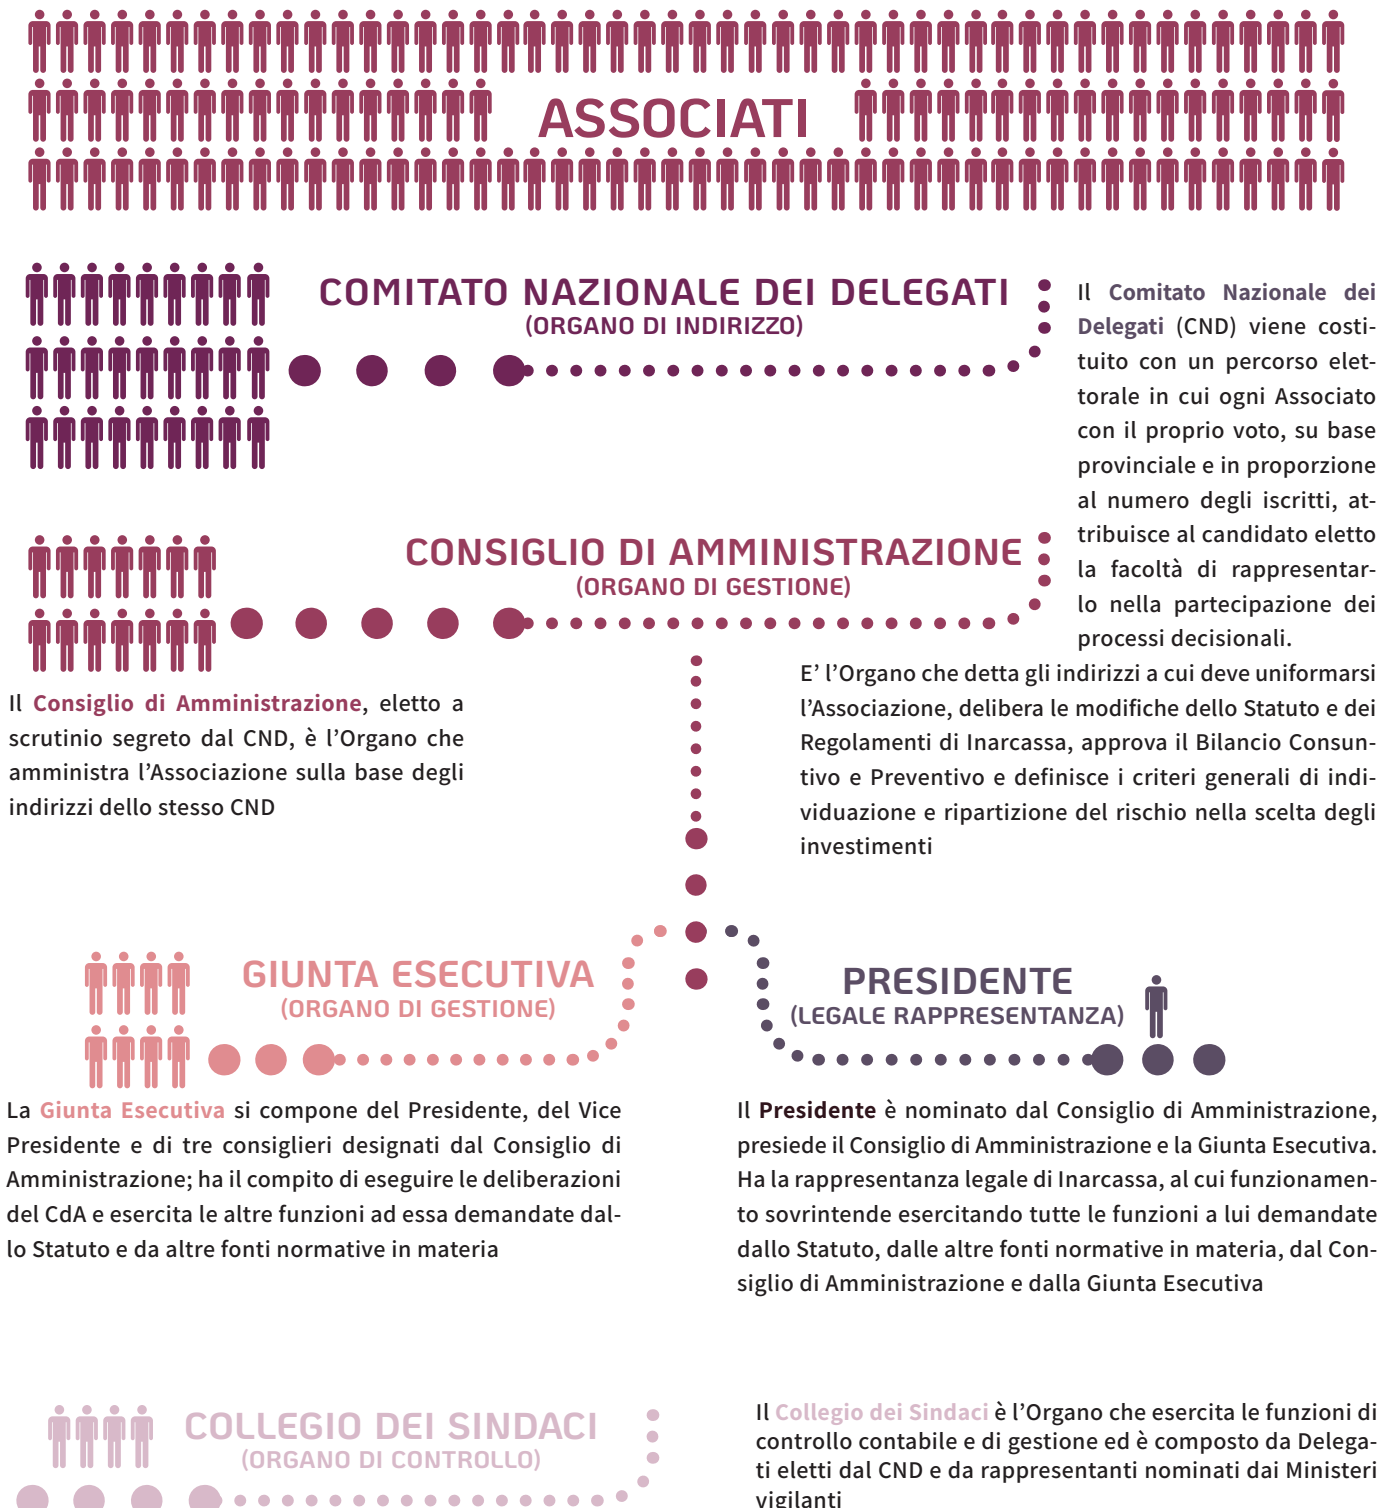 ASSOCIATI
COMITATO NAZIONALE DEI DELEGATI
(ORGANO DI INDIRIZZO)
Il Comitato Nazionale dei
Delegati (CND) viene costi-
tuito con un percorso elet-
torale in cui ogni Associato
con il proprio voto, su base
provinciale e in proporzione
al numero degli iscritti, at-
tribuisce al candidato eletto
la facoltà di rappresentar-
lo nella partecipazione dei
processi decisionali.
E’ l’Organo che detta gli indirizzi a cui deve uniformarsi
l’Associazione, delibera le modifiche dello Statuto e dei
Regolamenti di Inarcassa, approva il Bilancio Consun-
tivo e Preventivo e definisce i criteri generali di indi-
viduazione e ripartizione del rischio nella scelta degli
investimenti
CONSIGLIO DI AMMINISTRAZIONE
(ORGANO DI GESTIONE)
Il Consiglio di Amministrazione, eletto a
scrutinio segreto dal CND, è l’Organo che
amministra l’Associazione sulla base degli
indirizzi dello stesso CND
GIUNTA ESECUTIVA
(ORGANO DI GESTIONE)
La Giunta Esecutiva si compone del Presidente, del Vice
Presidente e di tre consiglieri designati dal Consiglio di
Amministrazione; ha il compito di eseguire le deliberazioni
del CdA e esercita le altre funzioni ad essa demandate dal-
lo Statuto e da altre fonti normative in materia
PRESIDENTE
(LEGALE RAPPRESENTANZA)
Il Presidente è nominato dal Consiglio di Amministrazione,
presiede il Consiglio di Amministrazione e la Giunta Esecutiva.
Ha la rappresentanza legale di Inarcassa, al cui funzionamen-
to sovrintende esercitando tutte le funzioni a lui demandate
dallo Statuto, dalle altre fonti normative in materia, dal Con-
siglio di Amministrazione e dalla Giunta Esecutiva
COLLEGIO DEI SINDACI
(ORGANO DI CONTROLLO)
Il Collegio dei Sindaci è l’Organo che esercita le funzioni di
controllo contabile e di gestione ed è composto da Delega-
ti eletti dal CND e da rappresentanti nominati dai Ministeri
vigilanti